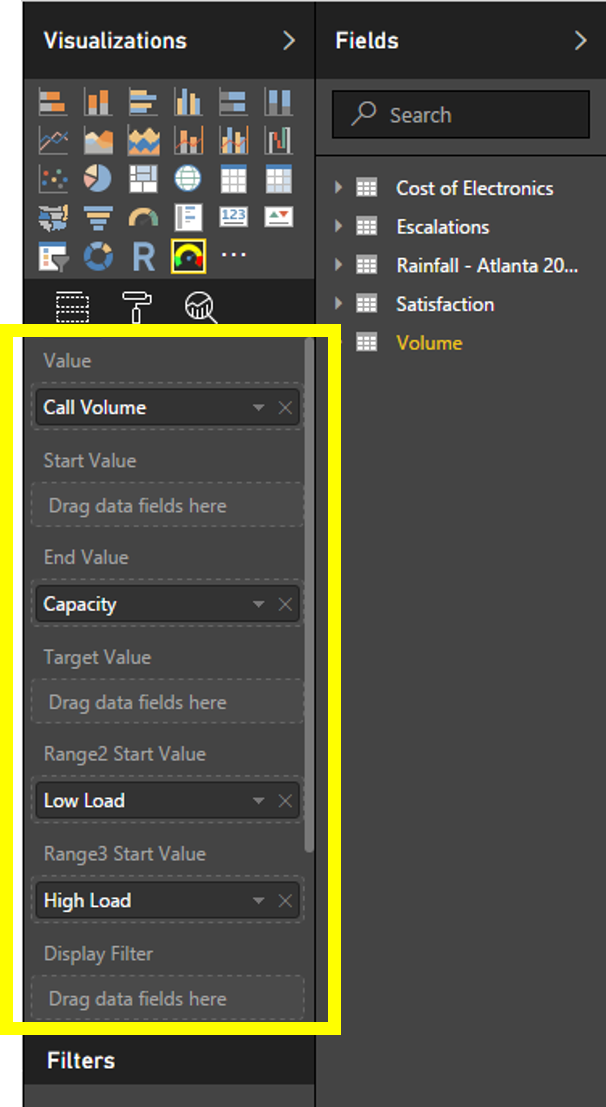 Visualizations
R
123
Value
Call Volume
Start Value
Drag data fields here
End Value
Capacity
Target Value
Drag data fields here
Range2 Start Value
Low Load
Range3 Start Value
High Load
Display Filter
Drag data fields here
Filters
Fields
Search
Cost of Electronics
Escalations
Rainfall - Atlanta 20...
Satisfaction
Volume